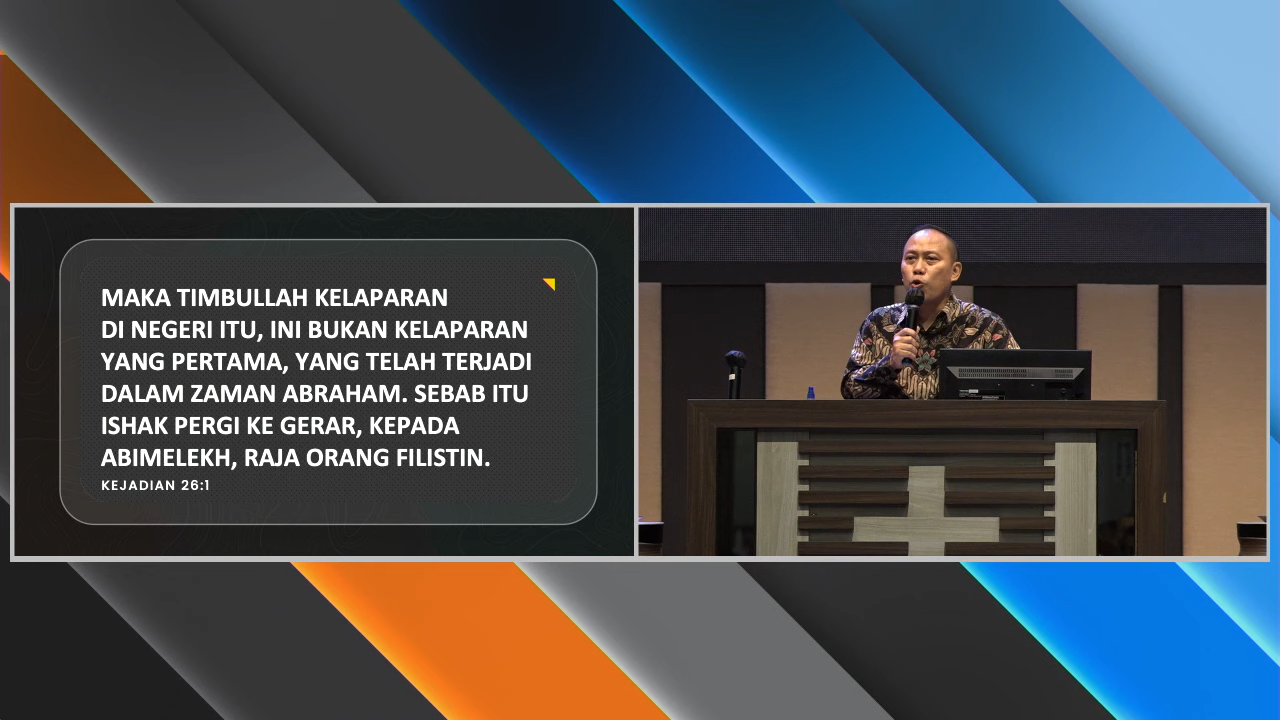 MAKA TIMBULLAH KELAPARAN
DI NEGERI ITU, INI BUKAN KELAPARAN
YANG PERTAMA, YANG TELAH TERJADI
DALAM ZAMAN ABRAHAM. SEBAB ITU
ISHAK PERGI KE GERAR, KEPADA
ABIMELEKH, RAJA ORANG FILISTIN.
KEJADIAN 26:1